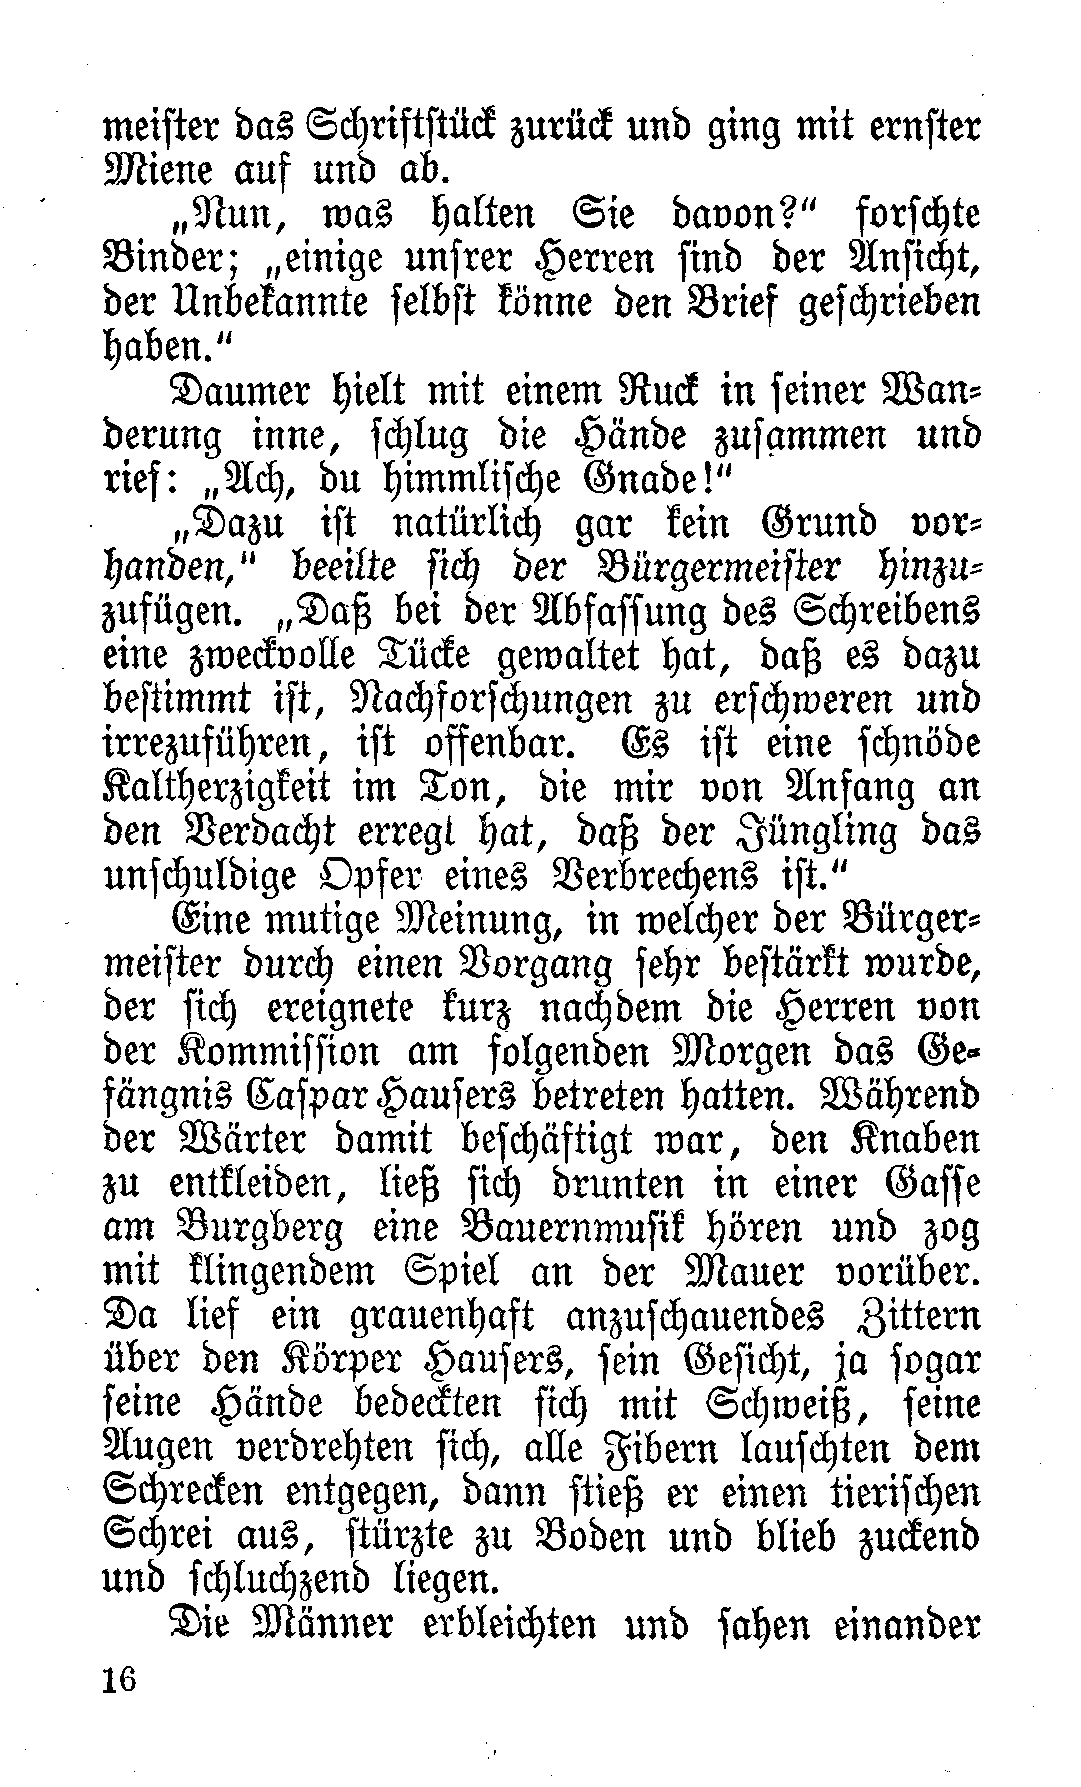 meister das Schriftstück zurück und ging mit ernster
Miene auf und ab.
„Nun, was halten Sie davon?“ forschte
Binder; „einige unsrer Herren sind der Ansicht,
der Unbekannte selbst könne den Brief geschrieben
haben.“
Daumer hielt mit einem Ruck in seiner Wan-
derung inne, schlug die Hände zusammen und
rief: „Ach, du himmlische Gnade!“
„Dazu ist natürlich gar kein Grund vor-
handen,“ beeilte sich der Bürgermeister hinzu-
zufügen. „Daß bei der Abfassung des Schreibens
eine zweckvolle Tücke gewaltet hat, daß es dazu
bestimmt ist, Nachforschungen zu erschweren und
irrezuführen, ist offenbar. Es ist eine schnöde
Kaltherzigkeit im Ton, die mir von Anfang an
den Verdacht erregt hat, daß der Jüngling das
unschuldige Opfer eines Verbrechens ist.“
Eine mutige Meinung, in welcher der Bürger-
meister durch einen Vorgang sehr bestärkt wurde,
der sich ereignete kurz nachdem die Herren von
der Kommission am folgenden Morgen das Ge-
fängnis Caspar Hausers betreten hatten. Während
der Wärter damit beschäftigt war, den Knaben
zu entkleiden, ließ sich drunten in einer Gasse
am Burgberg eine Bauernmusik hören und zog
mit klingendem Spiel an der Mauer vorüber.
Da lief ein grauenhaft anzuschauendes Zittern
über den Körper Hausers, sein Gesicht, ja sogar
seine Hände bedeckten sich mit Schweiß, seine
Augen verdrehten sich, alle Fibern lauschten dem
Schrecken entgegen, dann stieß er einen tierischen
Schrei aus, stürzte zu Boden und blieb zuckend
und schluchzend liegen.
Die Männer erbleichten und sahen einander
16